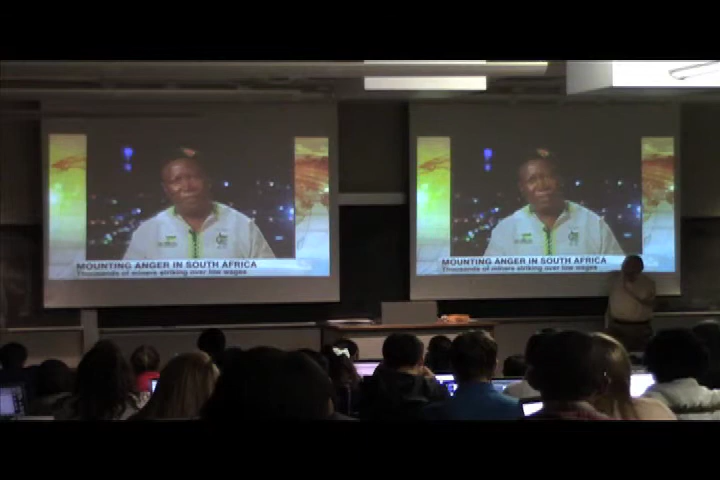 MOUNTING ANGER IN SOUTH AFRICA
Thousands of miners striking over low wages
MOUNTING ANGER IN SOUTH AFRICA
Thousands of miners striking over low wages